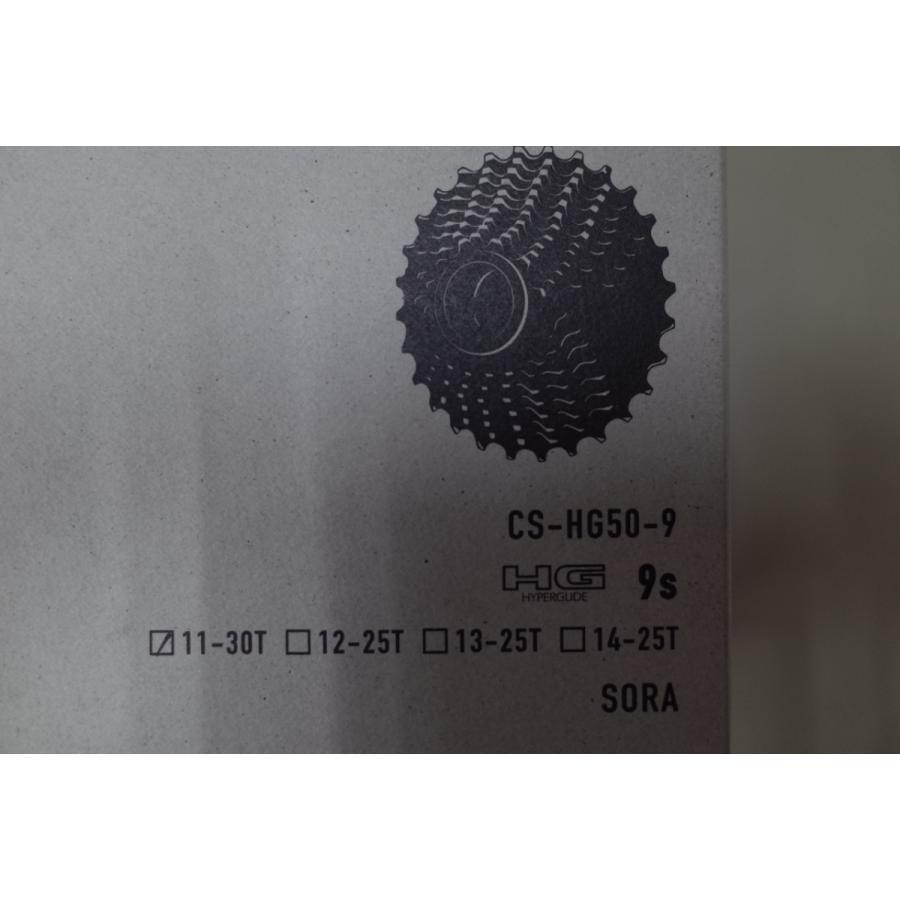 CS-HG50-9
HG HYPERGLIDE 9s
11-30T 12-25T 13-25T 14-25T
SORA